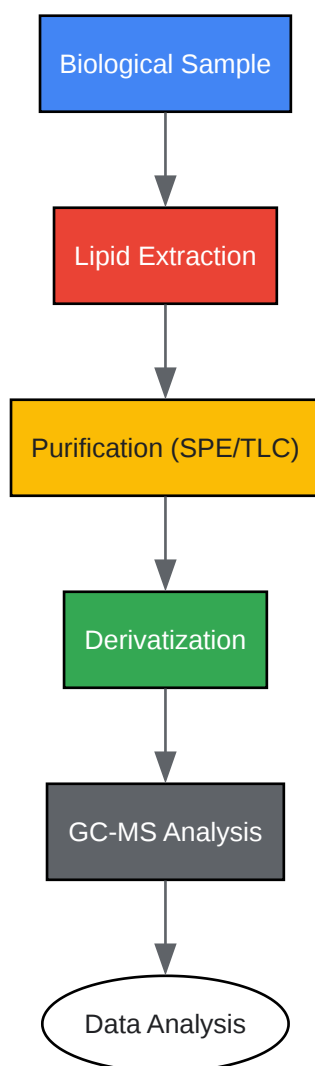 Biological Sample
Lipid Extraction
Purification (SPE/TLC)
Derivatization
GC-MS Analysis
Data Analysis